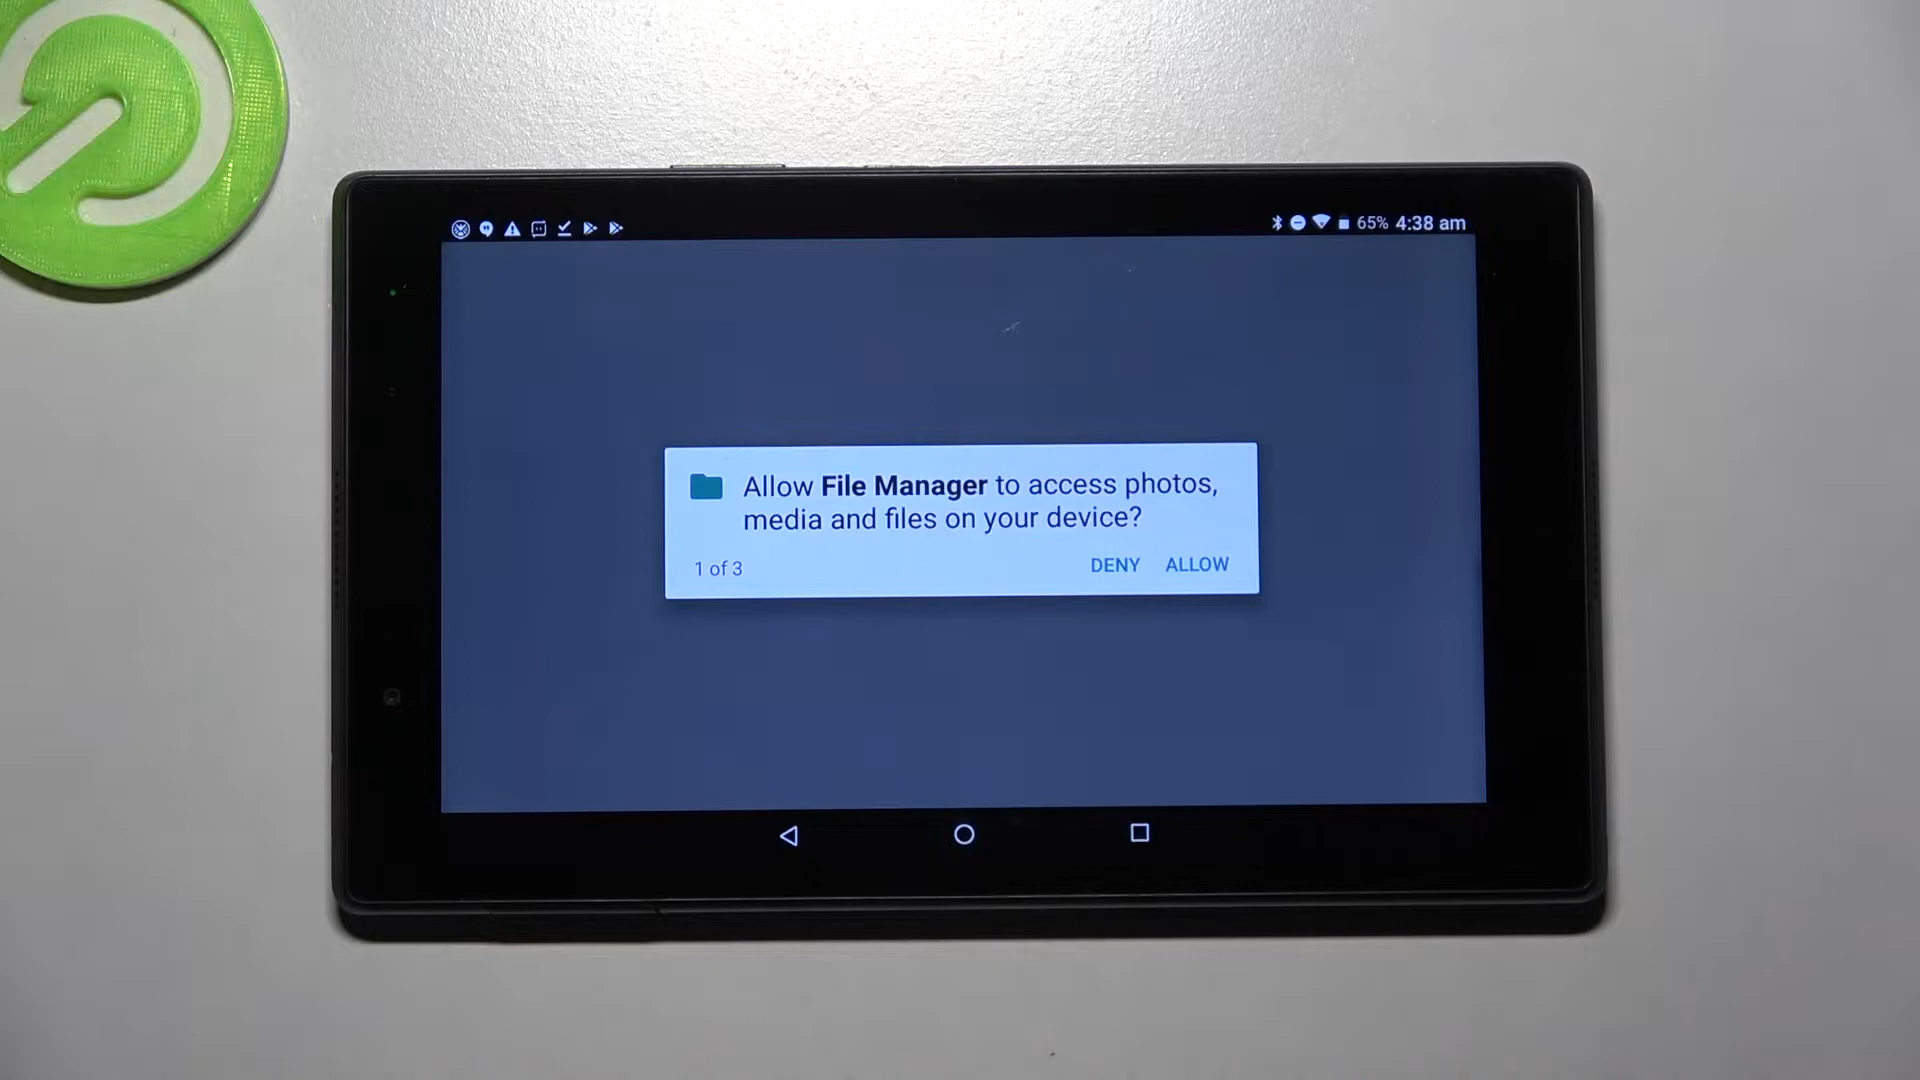 65% 4:38 am
Allow File Manager to access photos,
media and files on your device?
1 of 3
DENY ALLOW